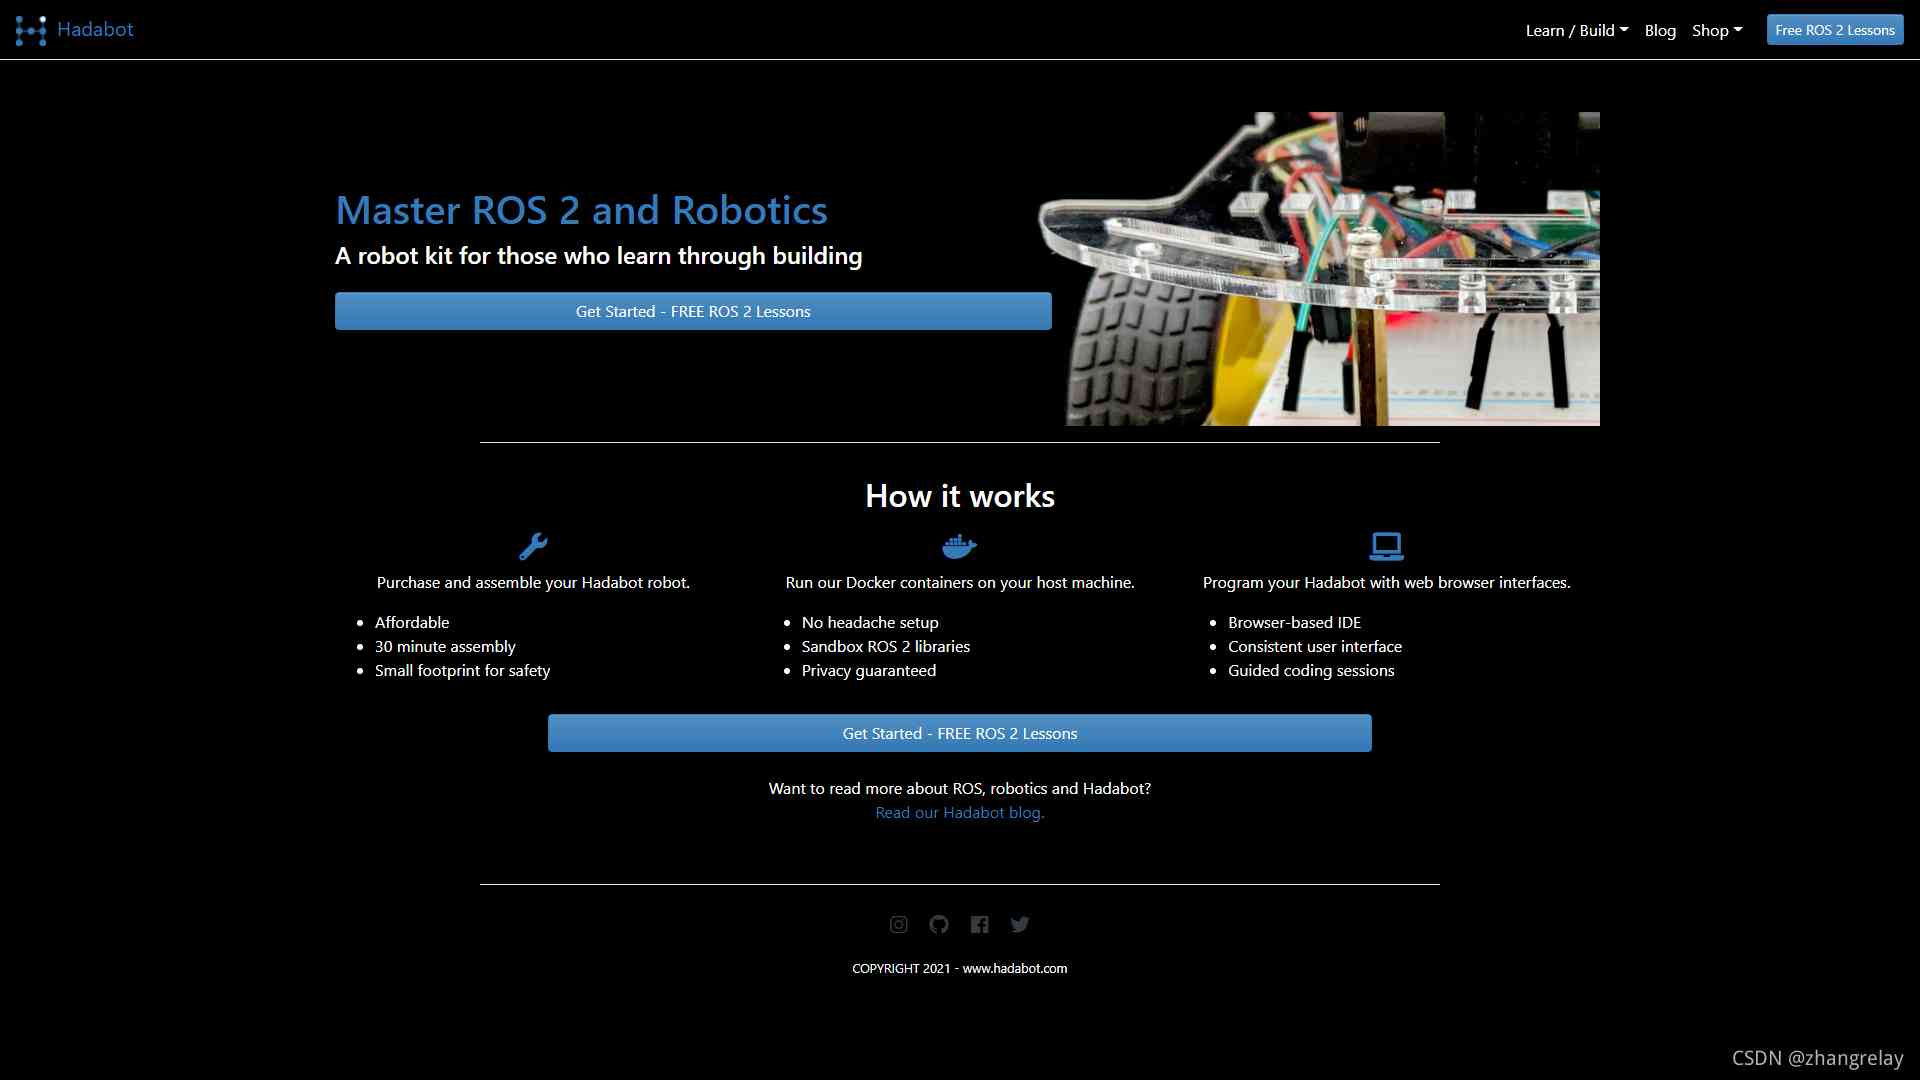 Hadabot
Learn / Build
Blog
Shop
Free ROS 2 Lessons
Master ROS 2 and Robotics
A robot kit for those who learn through building
Get Started - FREE ROS 2 Lessons
How it works
Purchase and assemble your Hadabot robot.
Affordable
30 minute assembly
Small footprint for safety
Run our Docker containers on your host machine.
No headache setup
Sandbox ROS 2 libraries
Privacy guaranteed
Program your Hadabot with web browser interfaces.
Browser-based IDE
Consistent user interface
Guided coding sessions
Get Started - FREE ROS 2 Lessons
Want to read more about ROS, robotics and Hadabot?
Read our Hadabot blog.
COPYRIGHT 2021 - www.hadabot.com
CSDN @zhangrelay